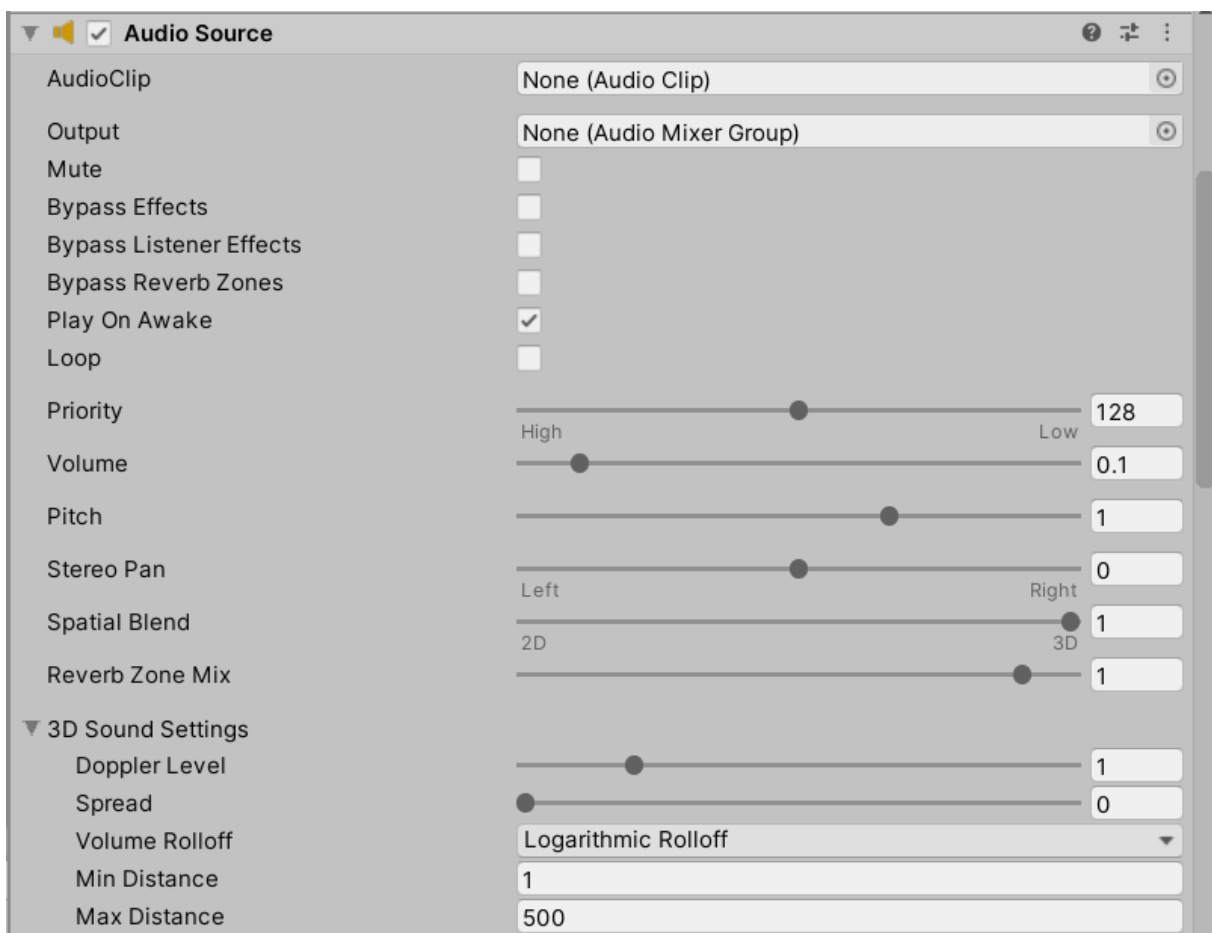 Audio Source
AudioClip None (Audio Clip)
Output None (Audio Mixer Group)
Mute
Bypass Effects
Bypass Listener Effects
Bypass Reverb Zones
Play On Awake
Loop
Priority 128
High Low
Volume 0.1
Pitch 1
Stereo Pan 0
Left Right
Spatial Blend 1
2D 3D
Reverb Zone Mix 1
3D Sound Settings
Doppler Level 1
Spread 0
Volume Rolloff Logarithmic Rolloff
Min Distance 1
Max Distance 500